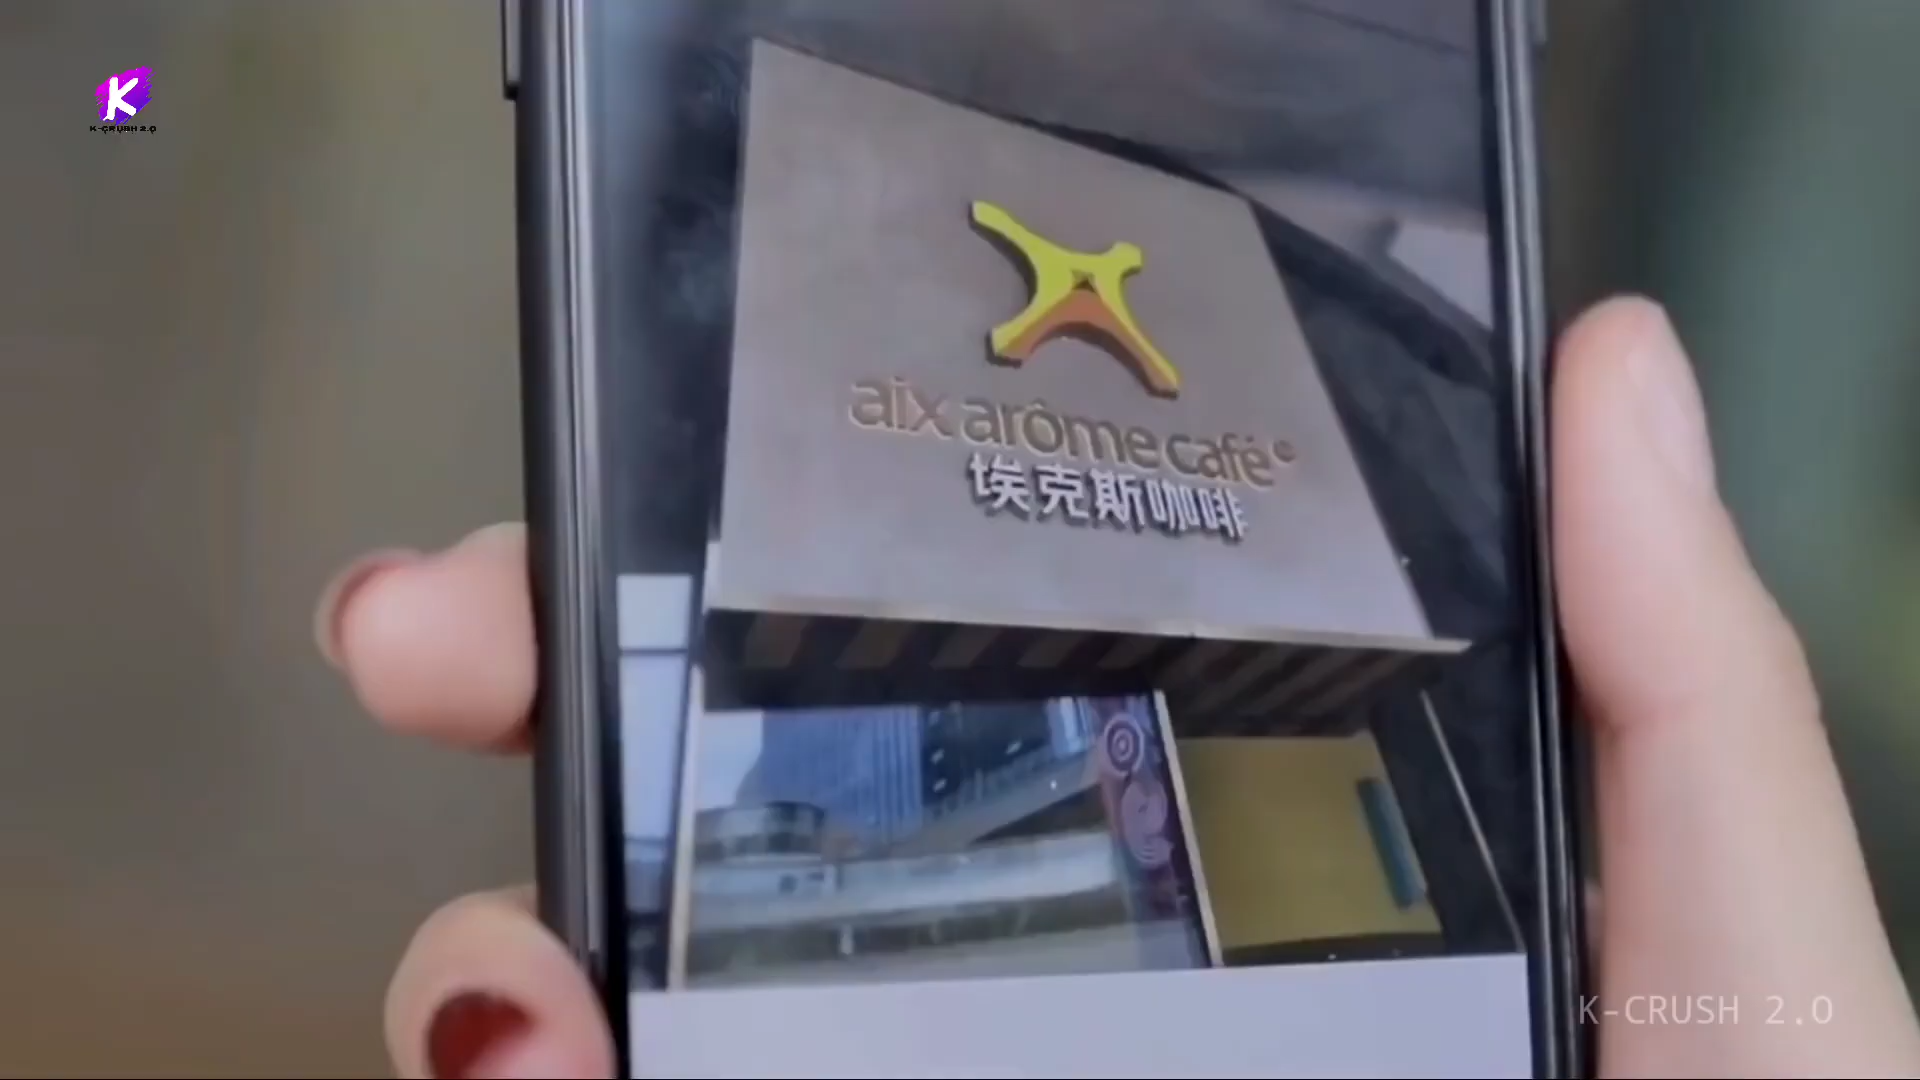 K
K-CRUSH 2.0
aix arôme café
埃克斯咖啡
K-CRUSH 2.0